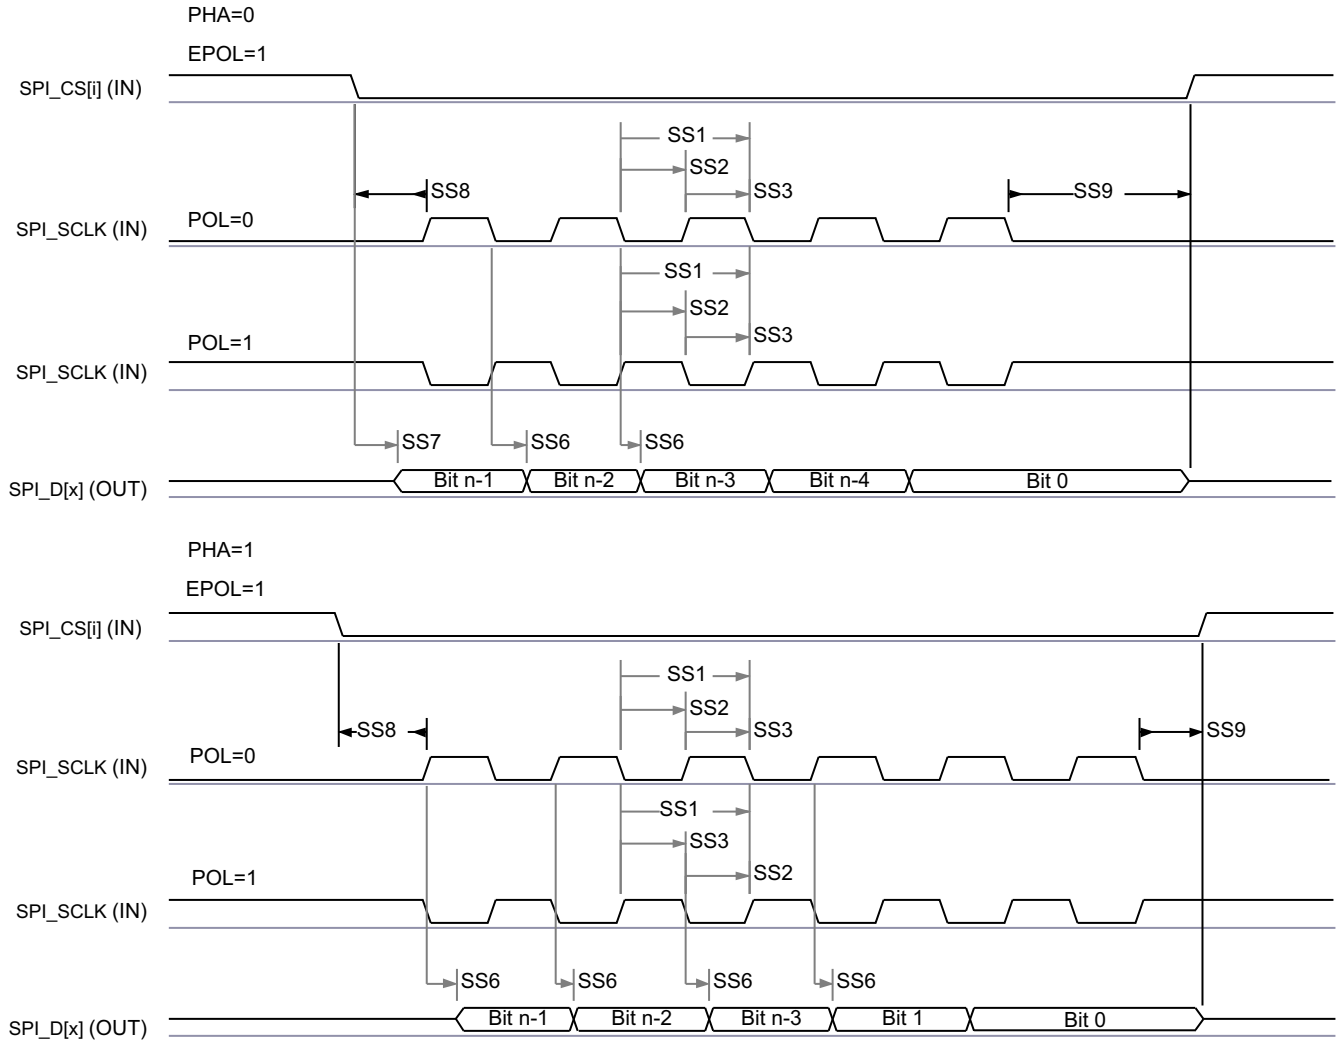 PHA=0
EPOL=1
SPI_CS[i] (IN)
SS1
SS2
SS8
SS3
SS9
POL=0
SPI_SCLK (IN)
SS1
SS2
SS3
POL=1
SPI_SCLK (IN)
SS7
SS6
SS6
SPI_D[x] (OUT)
Bit n-1
Bit n-2
Bit n-3
Bit n-4
Bit 0
PHA=1
EPOL=1
SPI_CS[i] (IN)
SS1
SS2
SS8
SS3
SS9
POL=0
SPI_SCLK (IN)
SS1
SS3
SS2
POL=1
SPI_SCLK (IN)
SS6
SS6
SS6
SS6
SPI_D[x] (OUT)
Bit n-1
Bit n-2
Bit n-3
Bit 1
Bit 0